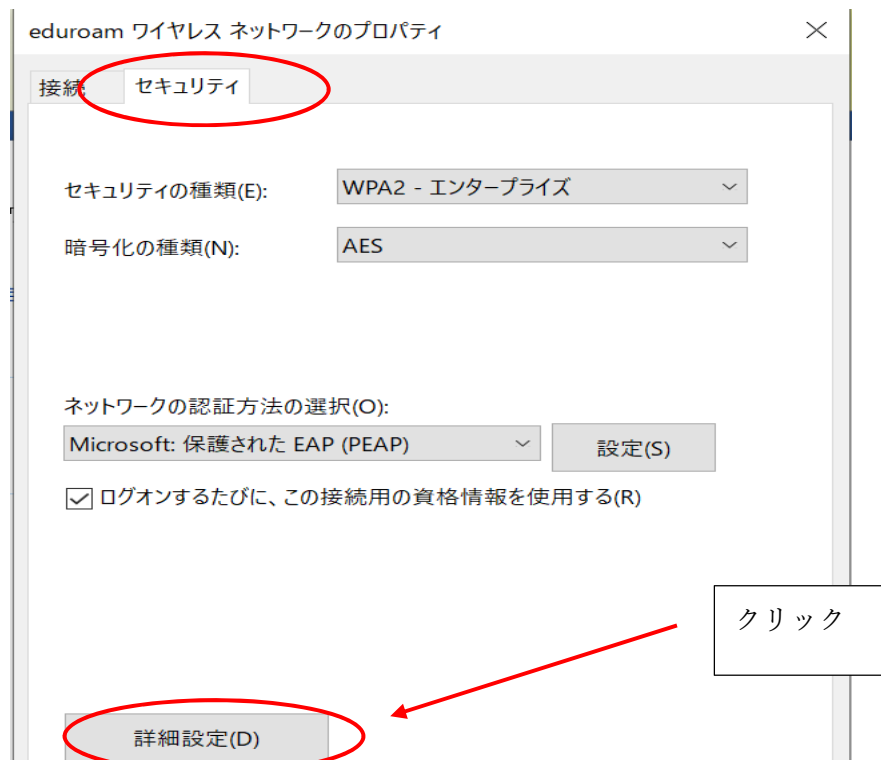 eduroam ワイヤレス ネットワークのプロパティ
接続
セキュリティ
セキュリティの種類(E):
WPA2 - エンタープライズ
暗号化の種類(N):
AES
ネットワークの認証方法の選択(O):
Microsoft: 保護された EAP (PEAP)
設定(S)
ログオンするたびに、この接続用の資格情報を使用する(R)
クリック
詳細設定(D)